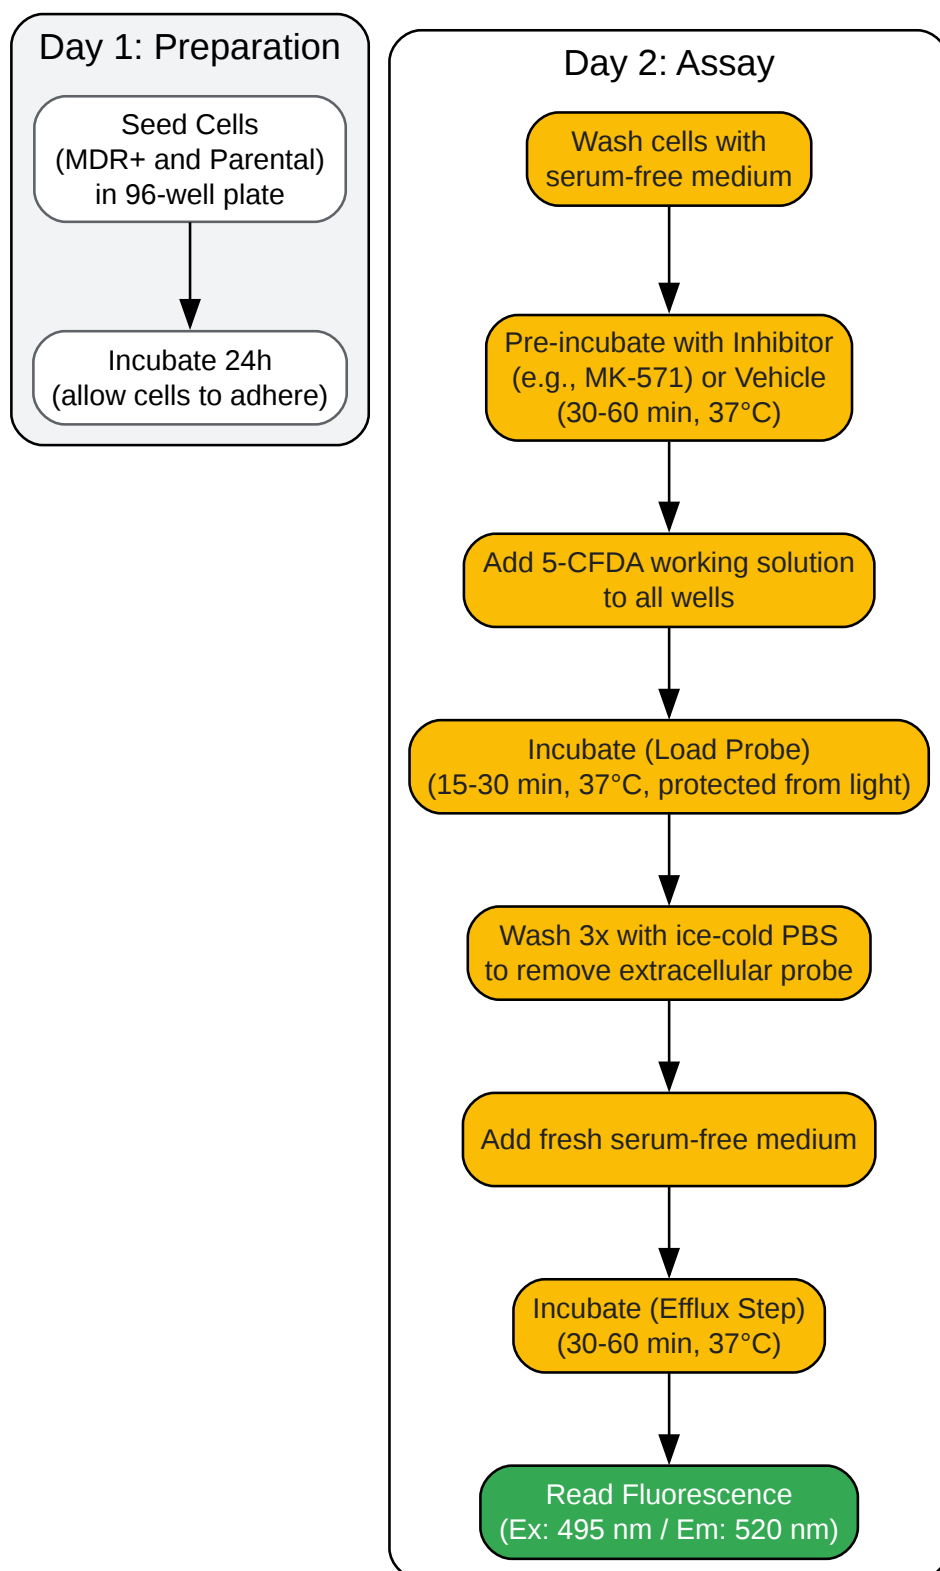 Day 1: Preparation
Seed Cells
(MDR+ and Parental)
in 96-well plate
Incubate 24h
(allow cells to adhere)
Day 2: Assay
Wash cells with
serum-free medium
Pre-incubate with Inhibitor
(e.g., MK-571) or Vehicle
(30-60 min, 37°C)
Add 5-CFDA working solution
to all wells
Incubate (Load Probe)
(15-30 min, 37°C, protected from light)
Wash 3x with ice-cold PBS
to remove extracellular probe
Add fresh serum-free medium
Incubate (Efflux Step)
(30-60 min, 37°C)
Read Fluorescence
(Ex: 495 nm / Em: 520 nm)